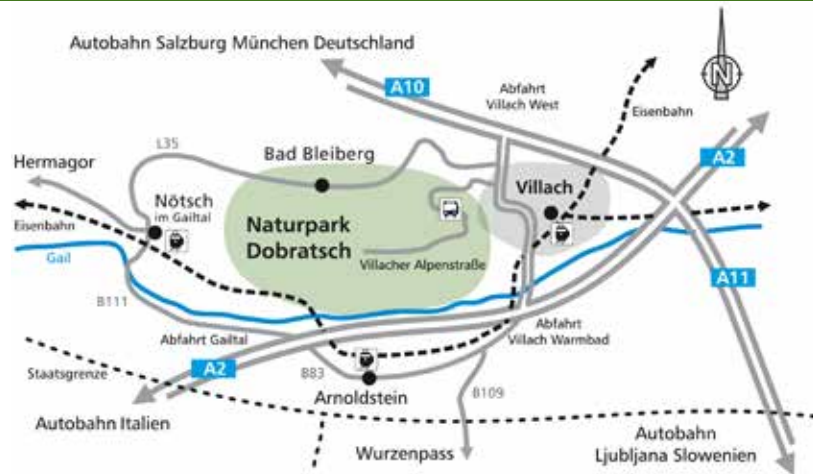 Autobahn Salzburg München Deutschland
N
A10
Abfahrt
Villach West
Eisenbahn
A2
L35
Bad Bleiberg
Hermagor
Villach
Nötsch
im Gailtal
Naturpark
Dobratsch
Eisenbahn
Gail
Villacher Alpenstraße
A11
B111
Abfahrt Gailtal
Abfahrt
Villach Warmbad
A2
B83
Staatsgrenze
B109
Arnoldstein
Autobahn Italien
Wurzenpass
Autobahn
Ljubljana Slowenien